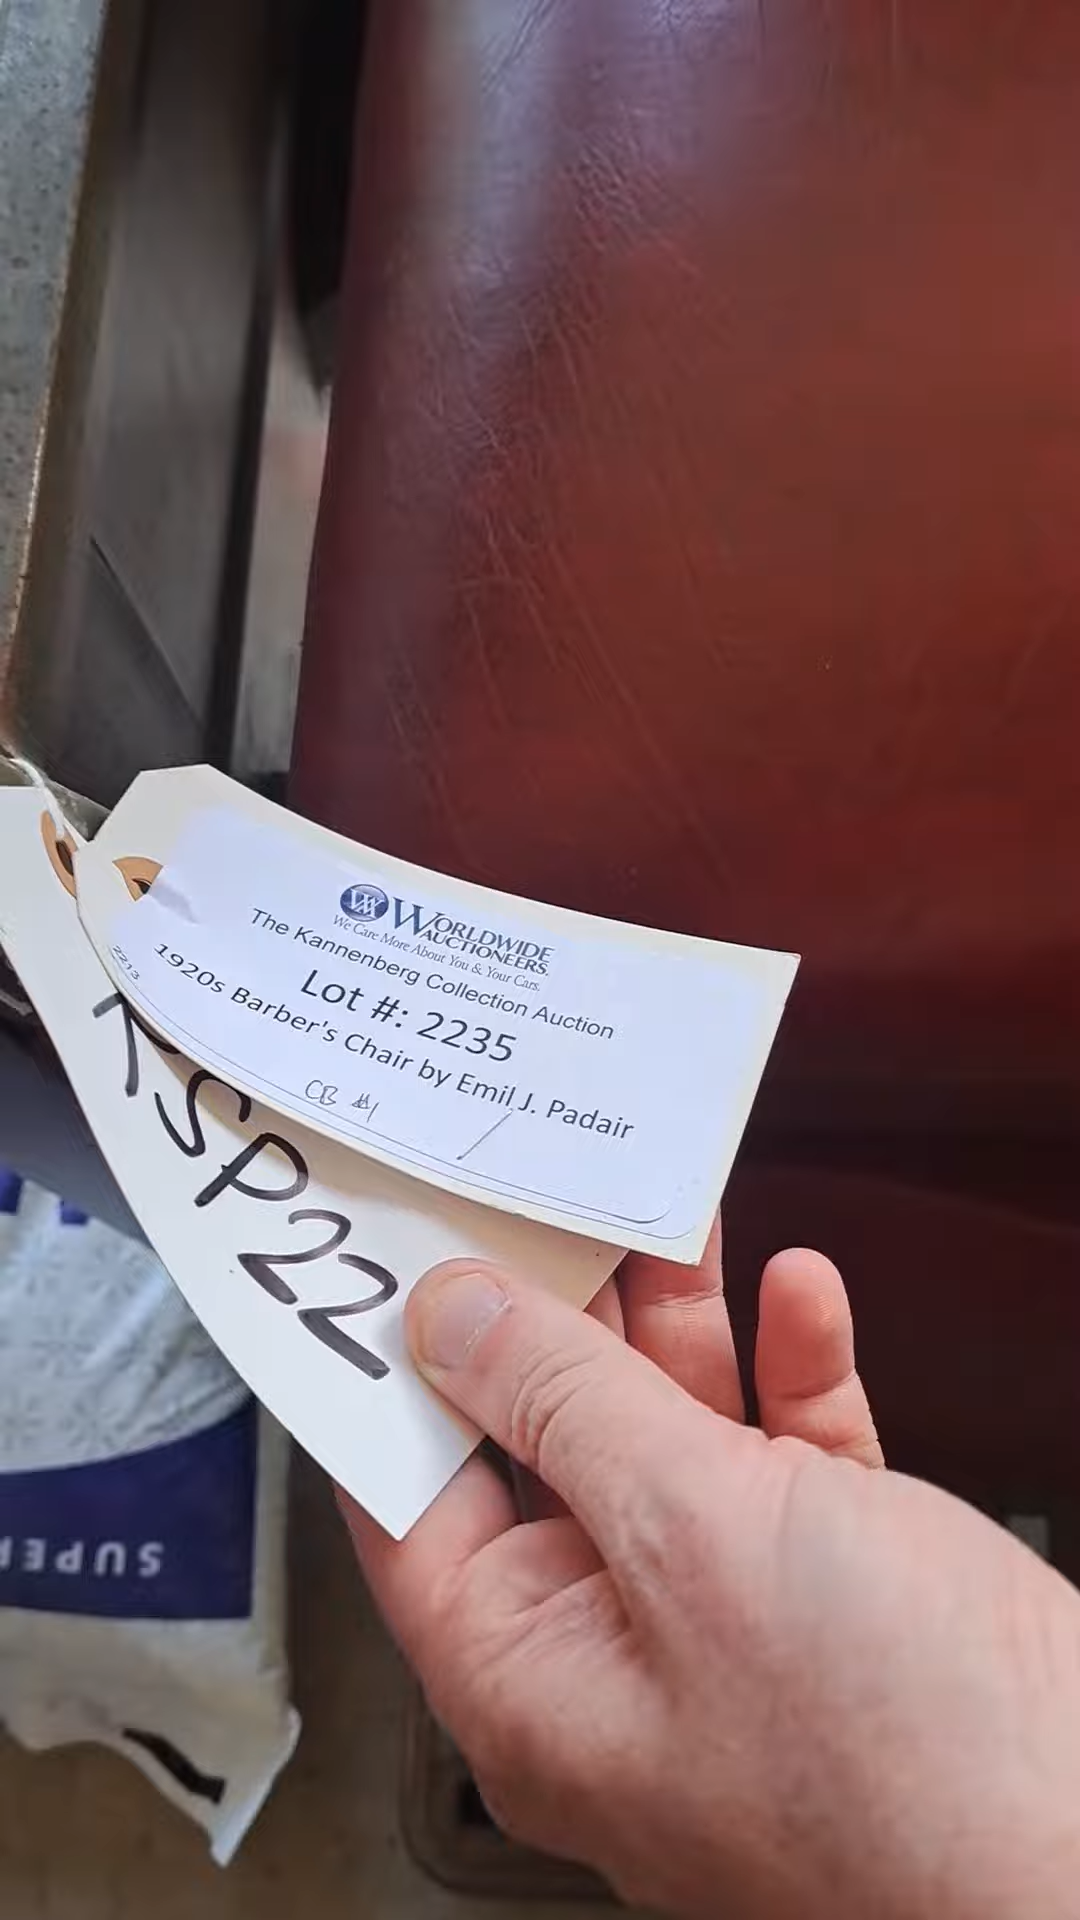 WORLDWIDE
AUCTIONEERS.
We Care More About You & Your Cars.
The Kannenberg Collection Auction
Lot #: 2235
1920s Barber's Chair by Emil J. Padair
2213
CB #1
RSP22
SUPER